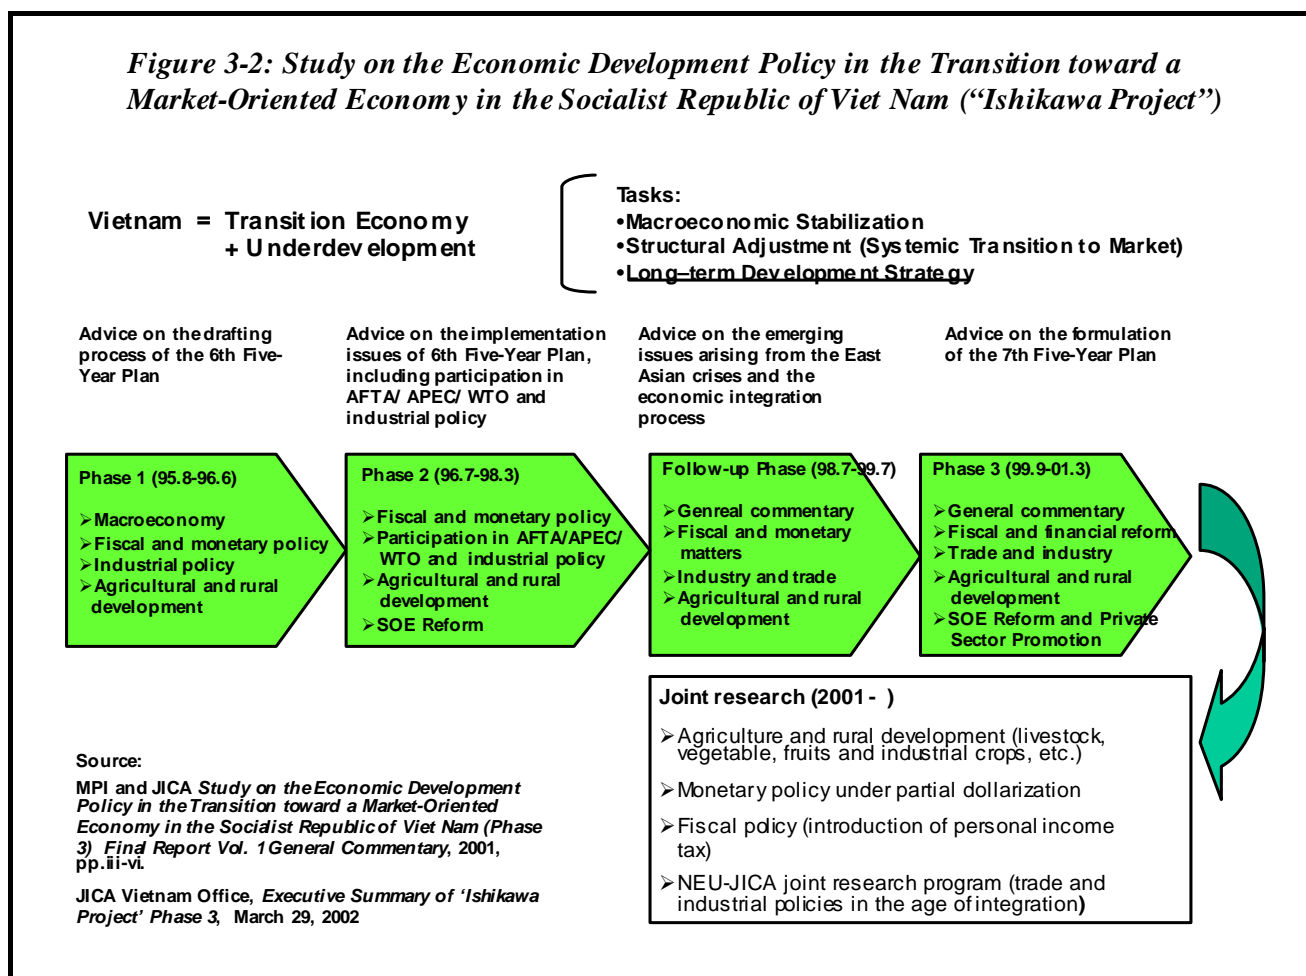 Figure 3-2: Study on the Economic Development Policy in the Transition toward a
Market-Oriented Economy in the Socialist Republic of Viet Nam (“Ishikawa Project”)
Vietnam = Transition Economy
+ Underdevelopment
Tasks:
•Macroeconomic Stabilization
•Structural Adjustment (Systemic Transition to Market)
•Long–term Development Strategy
Advice on the drafting
process of the 6th Five-
Year Plan
Advice on the implementation
issues of 6th Five-Year Plan,
including participation in
AFTA/ APEC/ WTO and
industrial policy
Advice on the emerging
issues arising from the East
Asian crises and the
economic integration
process
Advice on the formulation
of the 7th Five-Year Plan
Phase 1 (95.8-96.6)
➢Macroeconomy
➢Fiscal and monetary policy
➢Industrial policy
➢Agricultural and rural
development
Phase 2 (96.7-98.3)
➢Fiscal and monetary policy
➢Participation in AFTA/APEC/
WTO and industrial policy
➢Agricultural and rural
development
➢SOE Reform
Follow-up Phase (98.7-99.7)
➢Genreal commentary
➢Fiscal and monetary
matters
➢Industry and trade
➢Agricultural and rural
development
Phase 3 (99.9-01.3)
➢General commentary
➢Fiscal and financial reform
➢Trade and industry
➢Agricultural and rural
development
➢SOE Reform and Private
Sector Promotion
Joint research (2001 - )
➢Agriculture and rural development (livestock,
vegetable, fruits and industrial crops, etc.)
➢Monetary policy under partial dollarization
➢Fiscal policy (introduction of personal income
tax)
➢NEU-JICA joint research program (trade and
industrial policies in the age of integration)
Source:
MPI and JICA Study on the Economic Development
Policy in the Transition toward a Market-Oriented
Economy in the Socialist Republic of Viet Nam (Phase
3) Final Report Vol. 1 General Commentary, 2001,
pp.iii-vi.
JICA Vietnam Office, Executive Summary of ‘Ishikawa
Project’ Phase 3, March 29, 2002